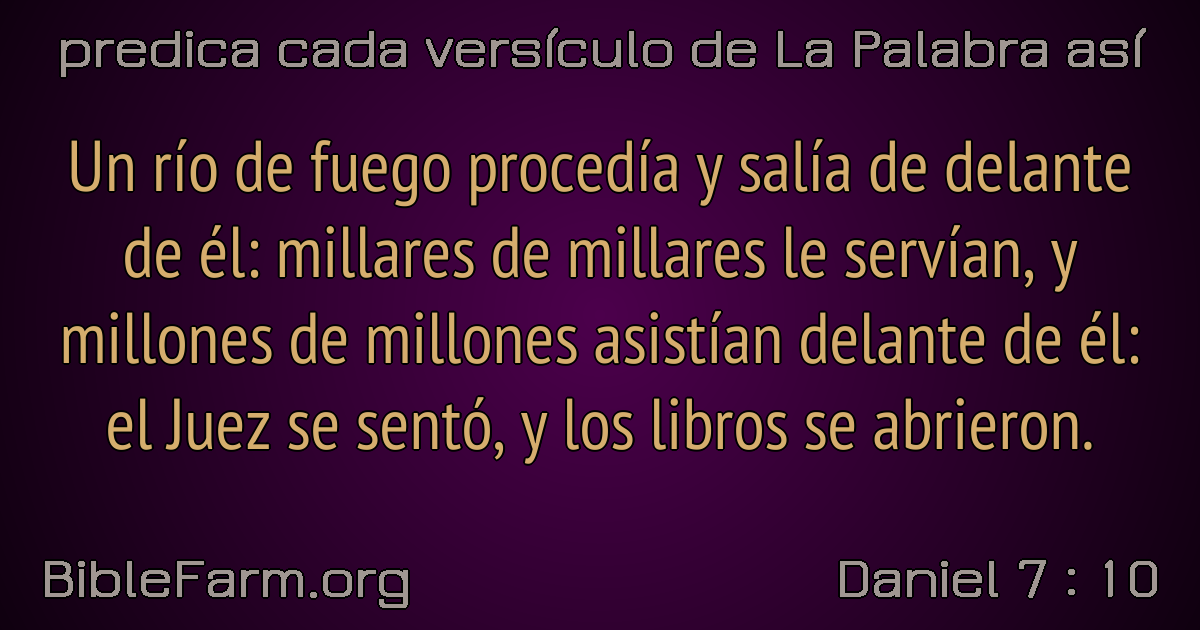 predica cada versículo de La Palabra así
Un río de fuego procedía y salía de delante
de él: millares de millares le servían, y
millones de millones asistían delante de él:
el Juez se sentó, y los libros se abrieron.
BibleFarm.org
Daniel 7 : 10